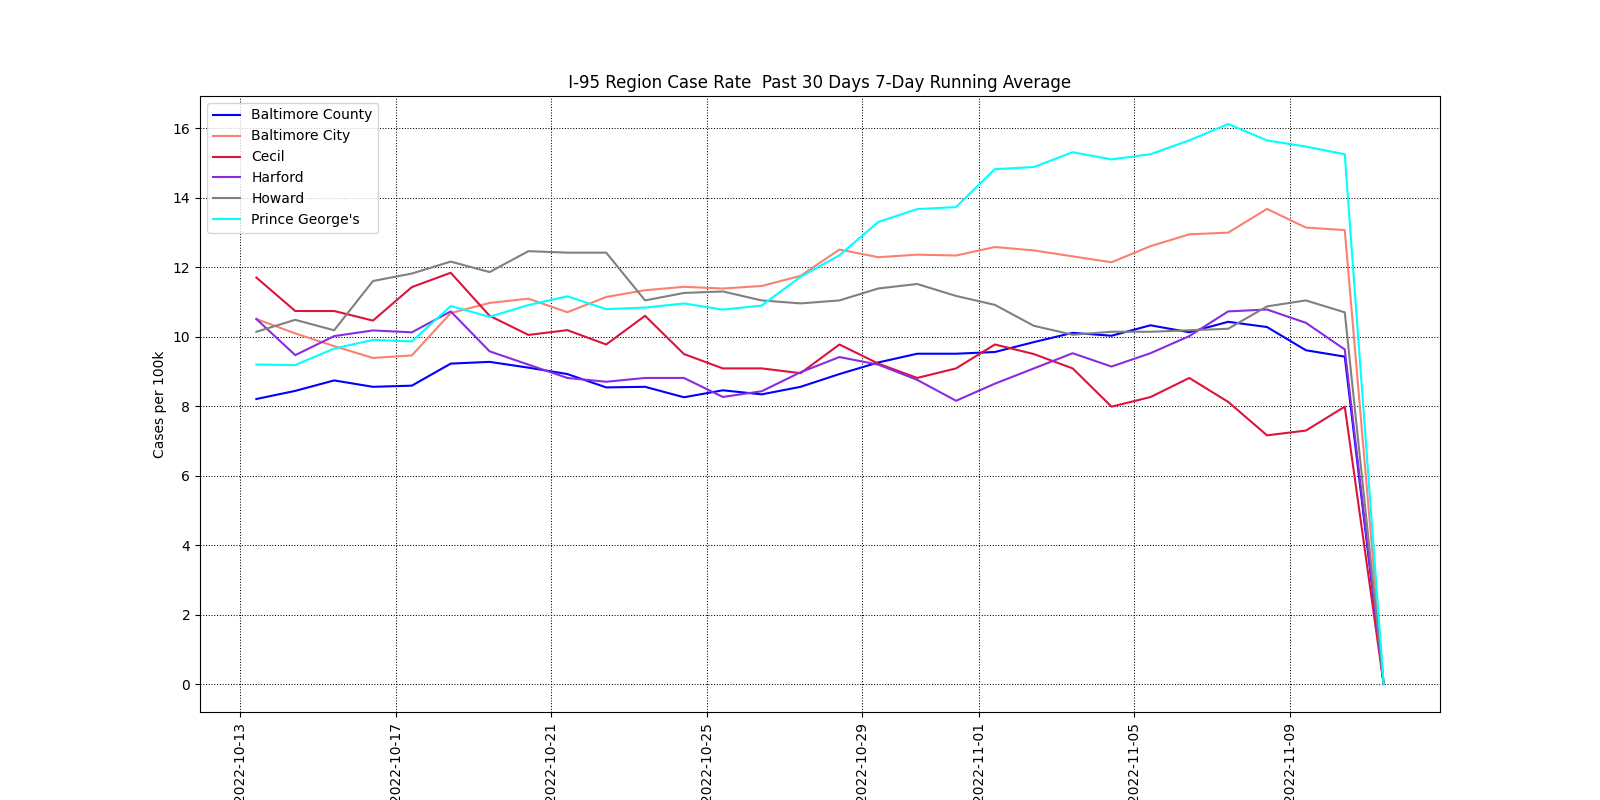 I-95 Region Case Rate  Past 30 Days 7-Day Running Average
Baltimore County
Baltimore City
Cecil
Harford
Howard
Prince George's
Cases per 100k
16
14
12
10
8
6
4
2
0
2022-10-13
2022-10-17
2022-10-21
2022-10-25
2022-10-29
2022-11-01
2022-11-05
2022-11-09